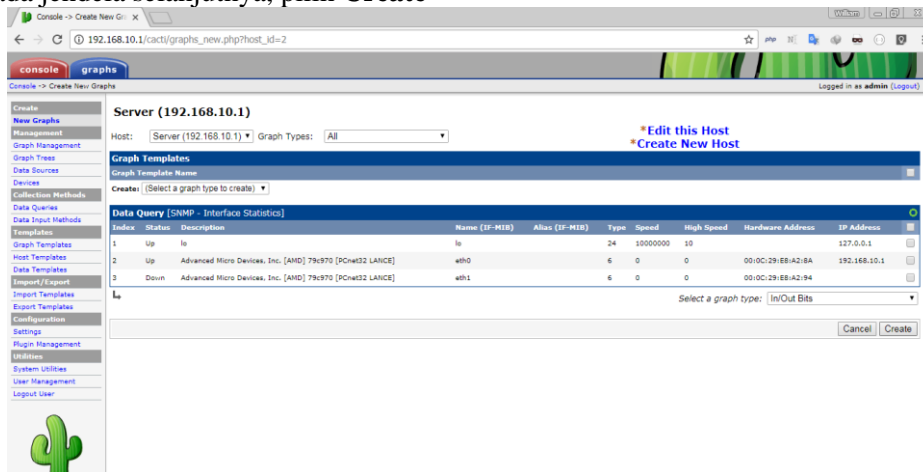 ada jendela selanjutnya, pilih Create
Console -> Create New Gr
William
192.168.10.1/cacti/graphs_new.php?host_id=2
console graphs
Console -> Create New Graphs Logged in as admin (Logout)
Create
New Graphs
Management
Graph Management
Graph Trees
Data Sources
Devices
Collection Methods
Data Queries
Data Input Methods
Templates
Graph Templates
Host Templates
Data Templates
Import/Export
Import Templates
Export Templates
Configuration
Settings
Plugin Management
Utilities
System Utilities
User Management
Logout User
Server (192.168.10.1)
Host: Server (192.168.10.1) Graph Types: All
*Edit this Host
*Create New Host
Graph Templates
Graph Template Name
Create: (Select a graph type to create)
Data Query [SNMP - Interface Statistics]
Index Status Description Name (IF-MIB) Alias (IF-MIB) Type Speed High Speed Hardware Address IP Address
1 Up lo lo 24 10000000 10 127.0.0.1
2 Up Advanced Micro Devices, Inc. [AMD] 79c970 [PCnet32 LANCE] eth0 6 0 0 00:0C:29:E8:A2:8A 192.168.10.1
3 Down Advanced Micro Devices, Inc. [AMD] 79c970 [PCnet32 LANCE] eth1 6 0 0 00:0C:29:E8:A2:94
Select a graph type: In/Out Bits
Cancel Create